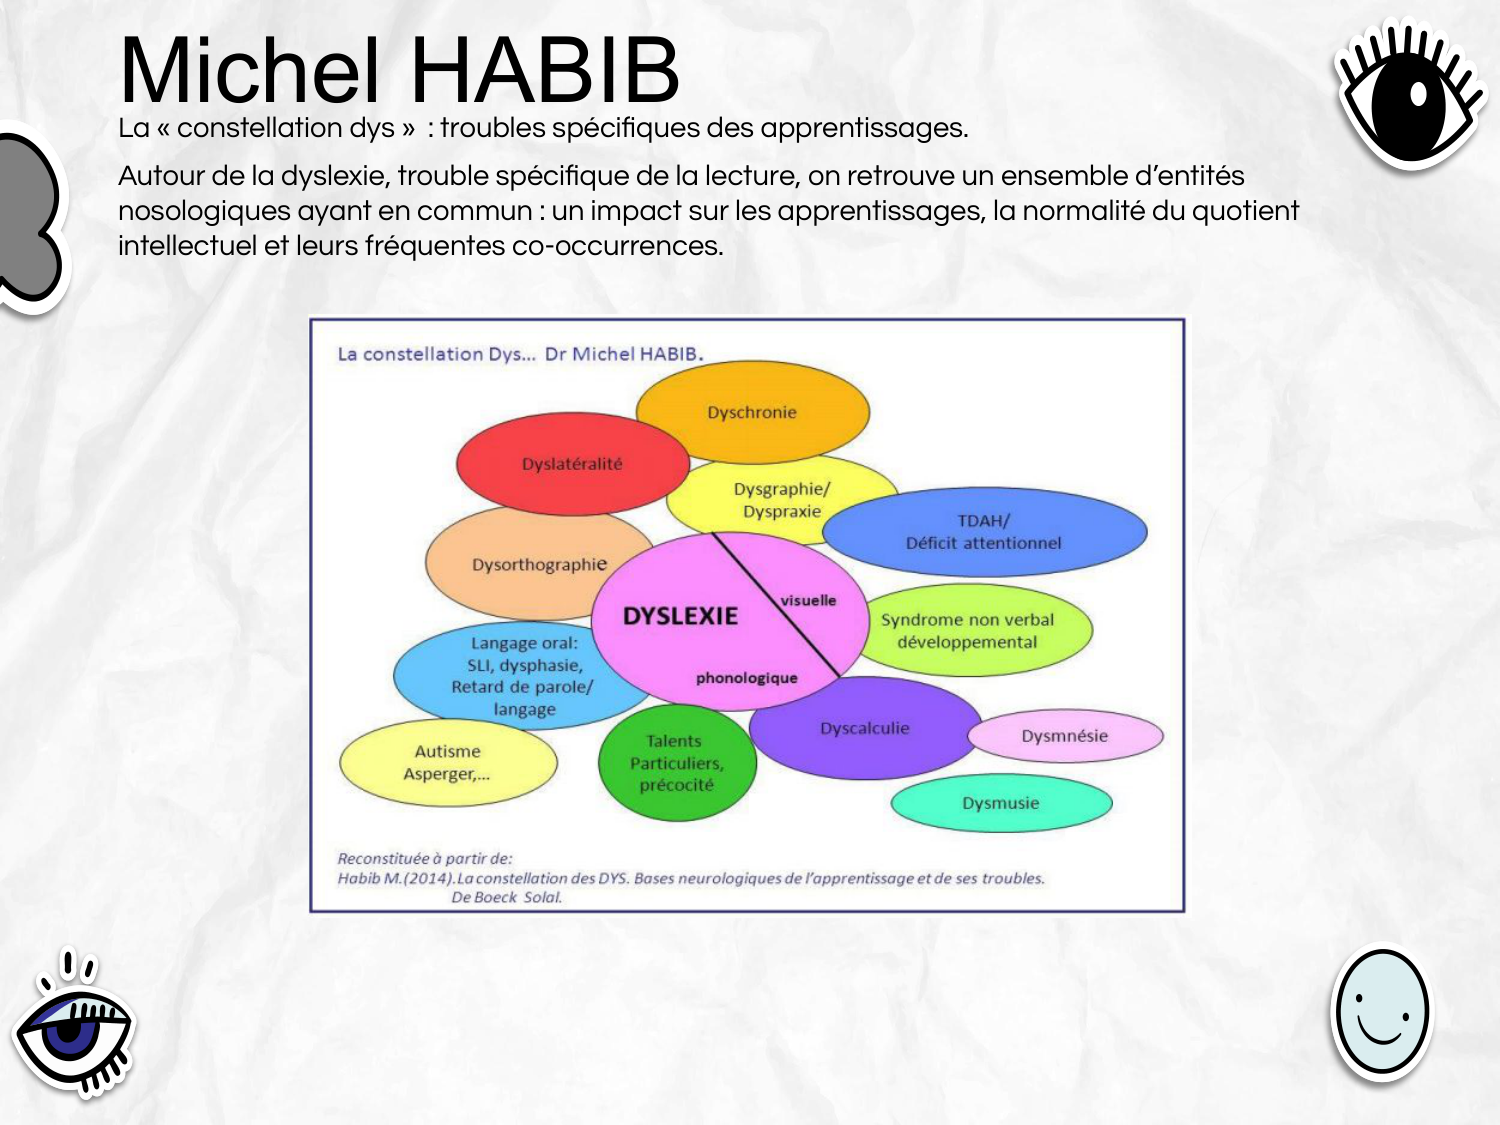 Michel HABIB
La « constellation dys »  : troubles spécifiques des apprentissages.
Autour de la dyslexie, trouble spécifique de la lecture, on retrouve un ensemble d’entités
nosologiques ayant en commun : un impact sur les apprentissages, la normalité du quotient
intellectuel et leurs fréquentes co-occurrences.
La constellation Dys... Dr Michel HABIB.
Dyschronie
Dyslatéralité
Dysgraphie/
Dyspraxie
TDAH/
Déficit attentionnel
Dysorthographie
DYSLEXIE
visuelle
phonologique
Syndrome non verbal
développemental
Langage oral:
SLI, dysphasie,
Retard de parole/
langage
Dyscalculie
Dysmnésie
Talents
Particuliers,
précocité
Autisme
Asperger,...
Dysmusie
Reconstituée à partir de:
Habib M.(2014).La constellation des DYS. Bases neurologiques de l’apprentissage et de ses troubles.
De Boeck Solal.